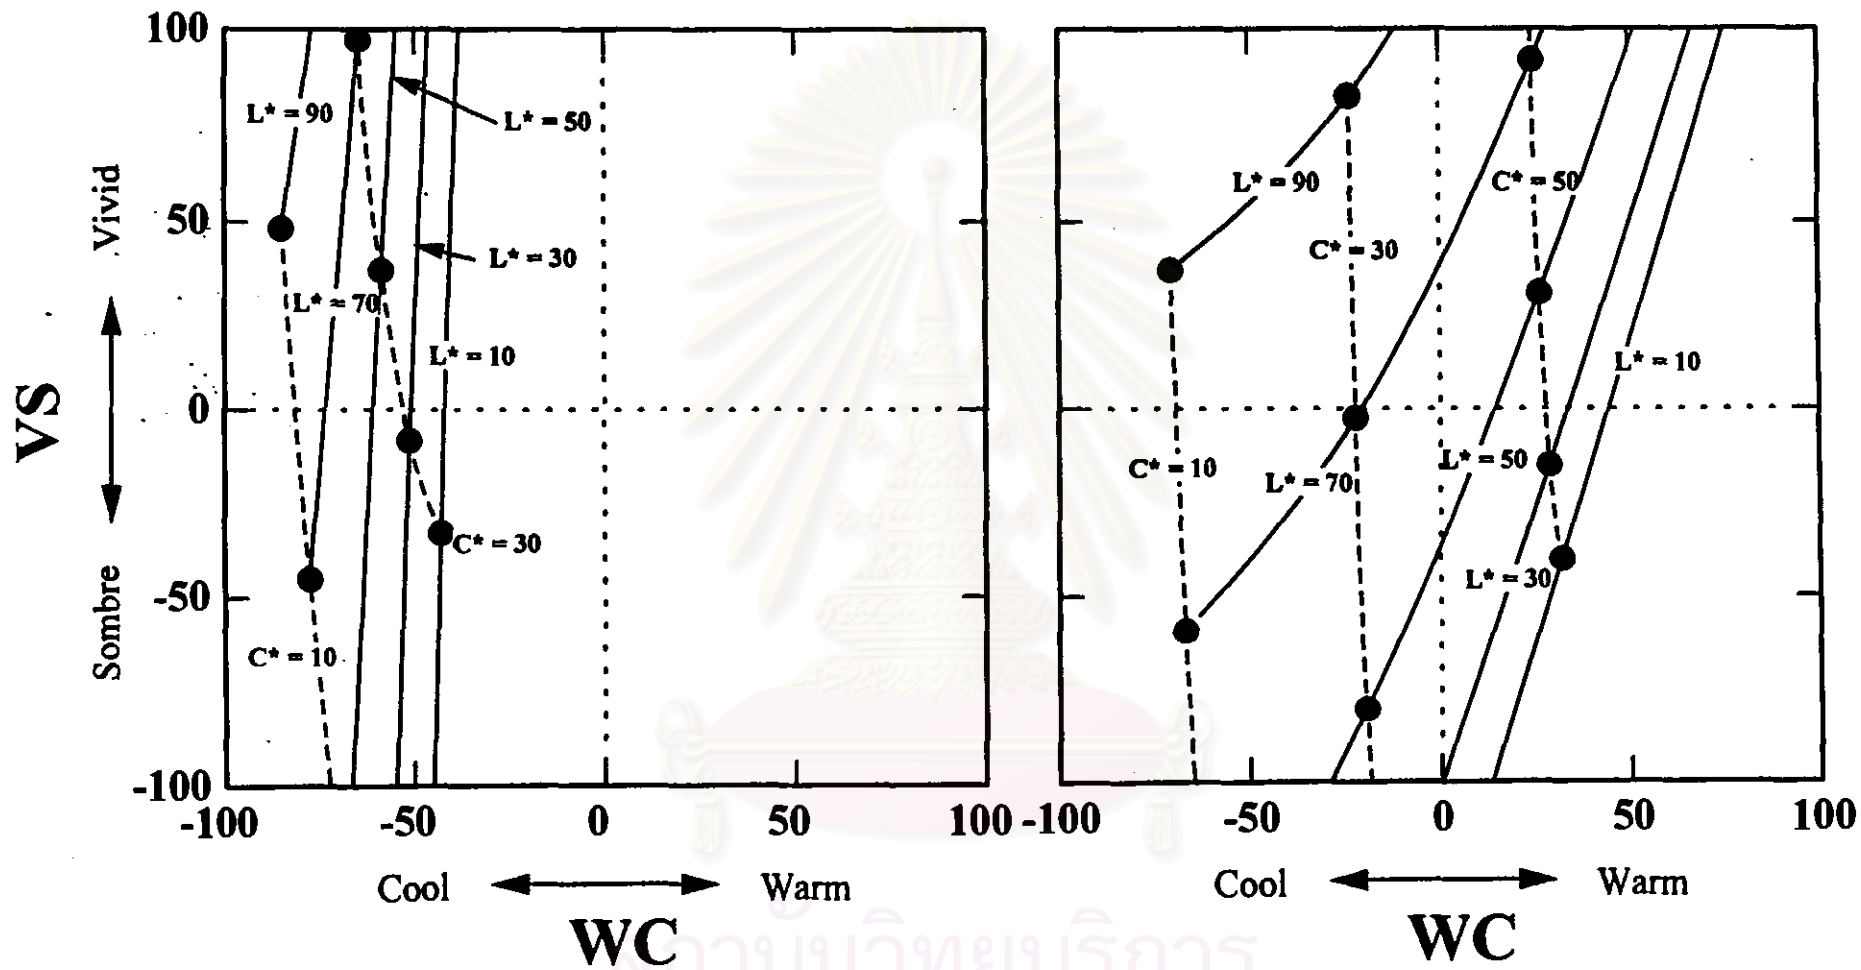 100
50
0
-50
-100
VS
Vivid
Sombre
L* = 90
L* = 50
L* = 30
L* = 70
L* = 10
C* = 30
C* = 10
-100
-50
0
50
100
Cool
Warm
WC
L* = 90
C* = 50
C* = 30
L* = 10
C* = 10
L* = 50
L* = 70
L* = 30
-100
-50
0
50
100
Cool
Warm
WC